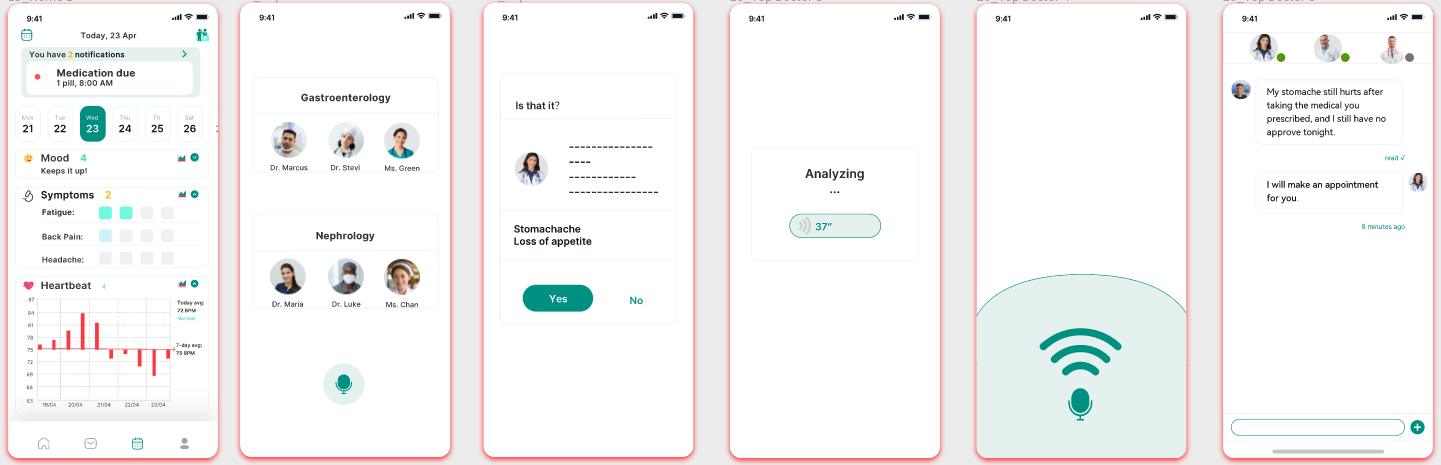 9:41
Today, 23 Apr
You have 2 notifications
Medication due
1 pill, 8:00 AM
Mon Tue Wed Thu Fri Sat
21 22 23 24 25 26
Mood 4
Keeps it up!
Symptoms 2
Fatigue:
Back Pain:
Headache:
Heartbeat 4
87
84
81
78
75
72
69
66
63
19/04 20/04 21/04 22/04 23/04
Today avg:
72 BPM
Normal
7-day avg:
75 BPM
9:41
Gastroenterology
Dr. Marcus Dr. Stevi Ms. Green
Nephrology
Dr. Maria Dr. Luke Ms. Chan
9:41
Is that it?
Stomachache
Loss of appetite
Yes No
9:41
Analyzing
...
37"
9:41
9:41
My stomache still hurts after
taking the medical you
prescribed, and I still have no
approve tonight.
read ✓
I will make an appointment
for you.
8 minutes ago